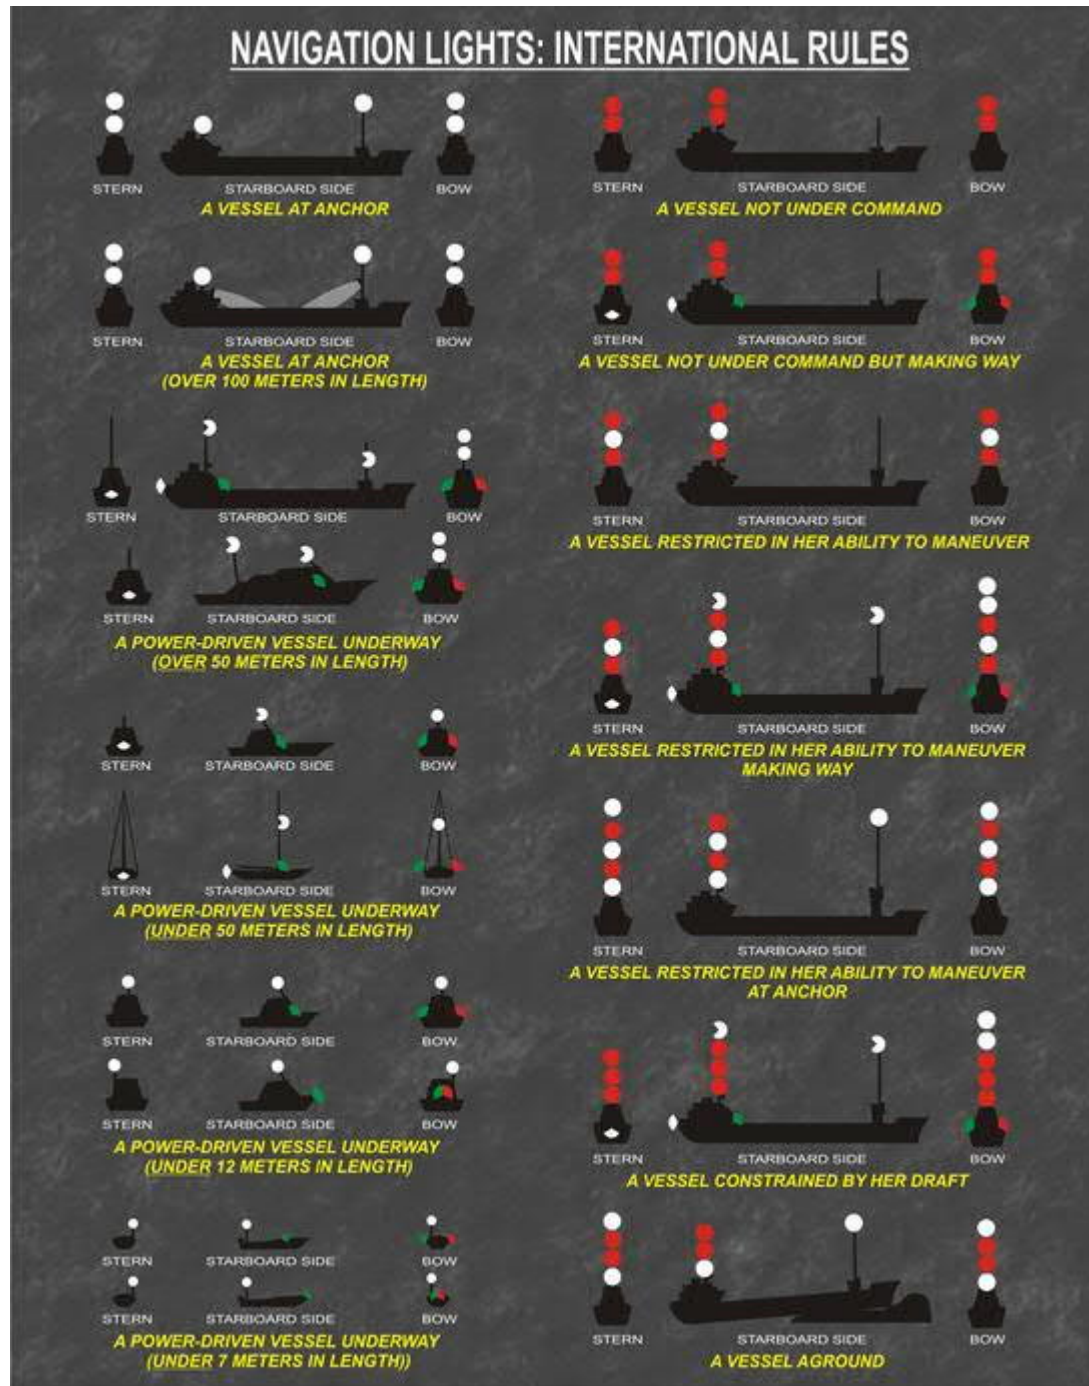 NAVIGATION LIGHTS: INTERNATIONAL RULES
STERN STARBOARD SIDE BOW
A VESSEL AT ANCHOR
STERN STARBOARD SIDE BOW
A VESSEL AT ANCHOR
(OVER 100 METERS IN LENGTH)
STERN STARBOARD SIDE BOW
STERN STARBOARD SIDE BOW
A POWER-DRIVEN VESSEL UNDERWAY
(OVER 50 METERS IN LENGTH)
STERN STARBOARD SIDE BOW
STERN STARBOARD SIDE BOW
A POWER-DRIVEN VESSEL UNDERWAY
(UNDER 50 METERS IN LENGTH)
STERN STARBOARD SIDE BOW
STERN STARBOARD SIDE BOW
A POWER-DRIVEN VESSEL UNDERWAY
(UNDER 12 METERS IN LENGTH)
STERN STARBOARD SIDE BOW
STERN STARBOARD SIDE BOW
A POWER-DRIVEN VESSEL UNDERWAY
(UNDER 7 METERS IN LENGTH))
STERN STARBOARD SIDE BOW
A VESSEL NOT UNDER COMMAND
STERN STARBOARD SIDE BOW
A VESSEL NOT UNDER COMMAND BUT MAKING WAY
STERN STARBOARD SIDE BOW
A VESSEL RESTRICTED IN HER ABILITY TO MANEUVER
STERN STARBOARD SIDE BOW
A VESSEL RESTRICTED IN HER ABILITY TO MANEUVER
MAKING WAY
STERN STARBOARD SIDE BOW
A VESSEL RESTRICTED IN HER ABILITY TO MANEUVER
AT ANCHOR
STERN STARBOARD SIDE BOW
A VESSEL CONSTRAINED BY HER DRAFT
STERN STARBOARD SIDE BOW
A VESSEL AGROUND